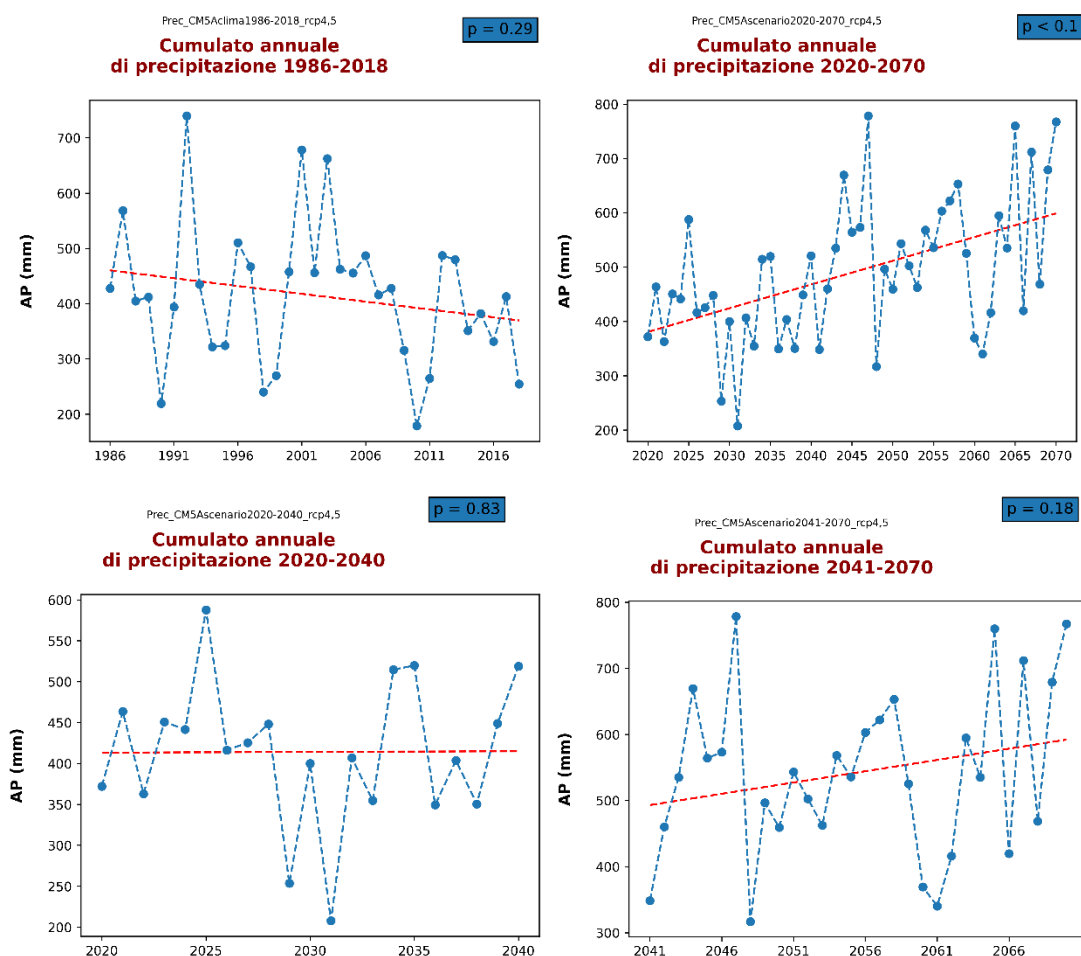 Prec_CM5Aclima1986-2018_rcp4,5
p = 0.29
Cumulato annuale
di precipitazione 1986-2018
AP (mm)
700
600
500
400
300
200
1986 1991 1996 2001 2006 2011 2016
Prec_CM5Ascenario2020-2070_rcp4,5
p < 0.1
Cumulato annuale
di precipitazione 2020-2070
AP (mm)
800
700
600
500
400
300
200
2020 2025 2030 2035 2040 2045 2050 2055 2060 2065 2070
Prec_CM5Ascenario2020-2040_rcp4,5
p = 0.83
Cumulato annuale
di precipitazione 2020-2040
AP (mm)
600
550
500
450
400
350
300
250
200
2020 2025 2030 2035 2040
Prec_CM5Ascenario2041-2070_rcp4,5
p = 0.18
Cumulato annuale
di precipitazione 2041-2070
AP (mm)
800
700
600
500
400
300
2041 2046 2051 2056 2061 2066